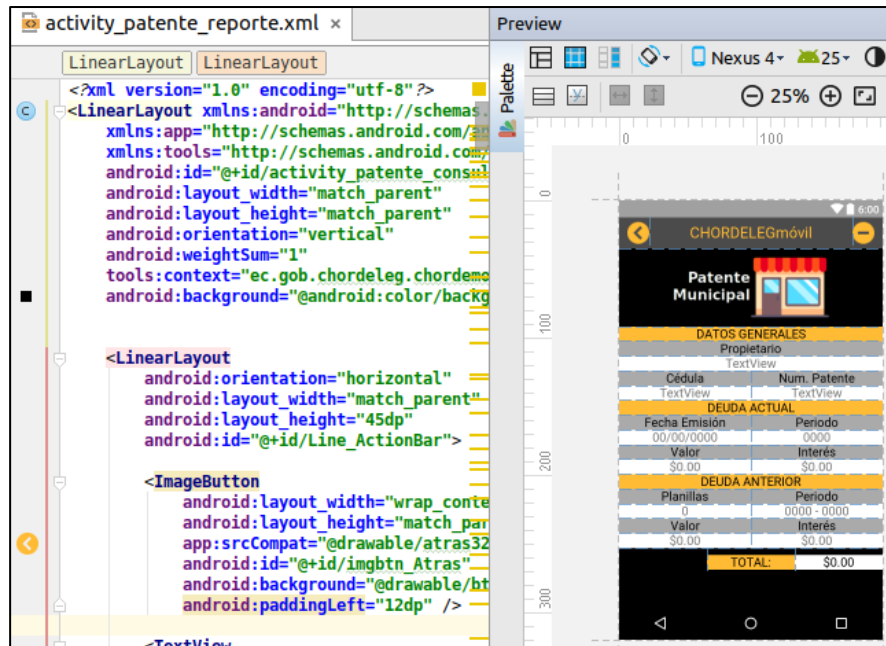 activity_patente_reporte.xml ×
LinearLayout LinearLayout
<?xml version="1.0" encoding="utf-8"?>
<LinearLayout xmlns:android="http://schemas.
xmlns:app="http://schemas.android.com/
xmlns:tools="http://schemas.android.com/
android:id="@+id/activity_patente_consul
android:layout_width="match_parent"
android:layout_height="match_parent"
android:orientation="vertical"
android:weightSum="1"
tools:context="ec.gob.chordeleg.chordemo
android:background="@android:color/backg
<LinearLayout
android:orientation="horizontal"
android:layout_width="match_parent"
android:layout_height="45dp"
android:id="@+id/Line_ActionBar">
<ImageButton
android:layout_width="wrap_conte
android:layout_height="match_par
app:srcCompat="@drawable/atras32
android:id="@+id/imgbtn_Atras"
android:background="@drawable/bt
android:paddingLeft="12dp" />
<TextView
Preview
Palette
Nexus 4 25
25%
0 100
0
100
200
300
6:00
CHORDELEGmóvil
Patente
Municipal
DATOS GENERALES
Propietario
TextView
Cédula Num. Patente
TextView TextView
DEUDA ACTUAL
Fecha Emisión Periodo
00/00/0000 0000
Valor Interés
$0.00 $0.00
DEUDA ANTERIOR
Planillas Periodo
0 0000 - 0000
Valor Interés
$0.00 $0.00
TOTAL: $0.00